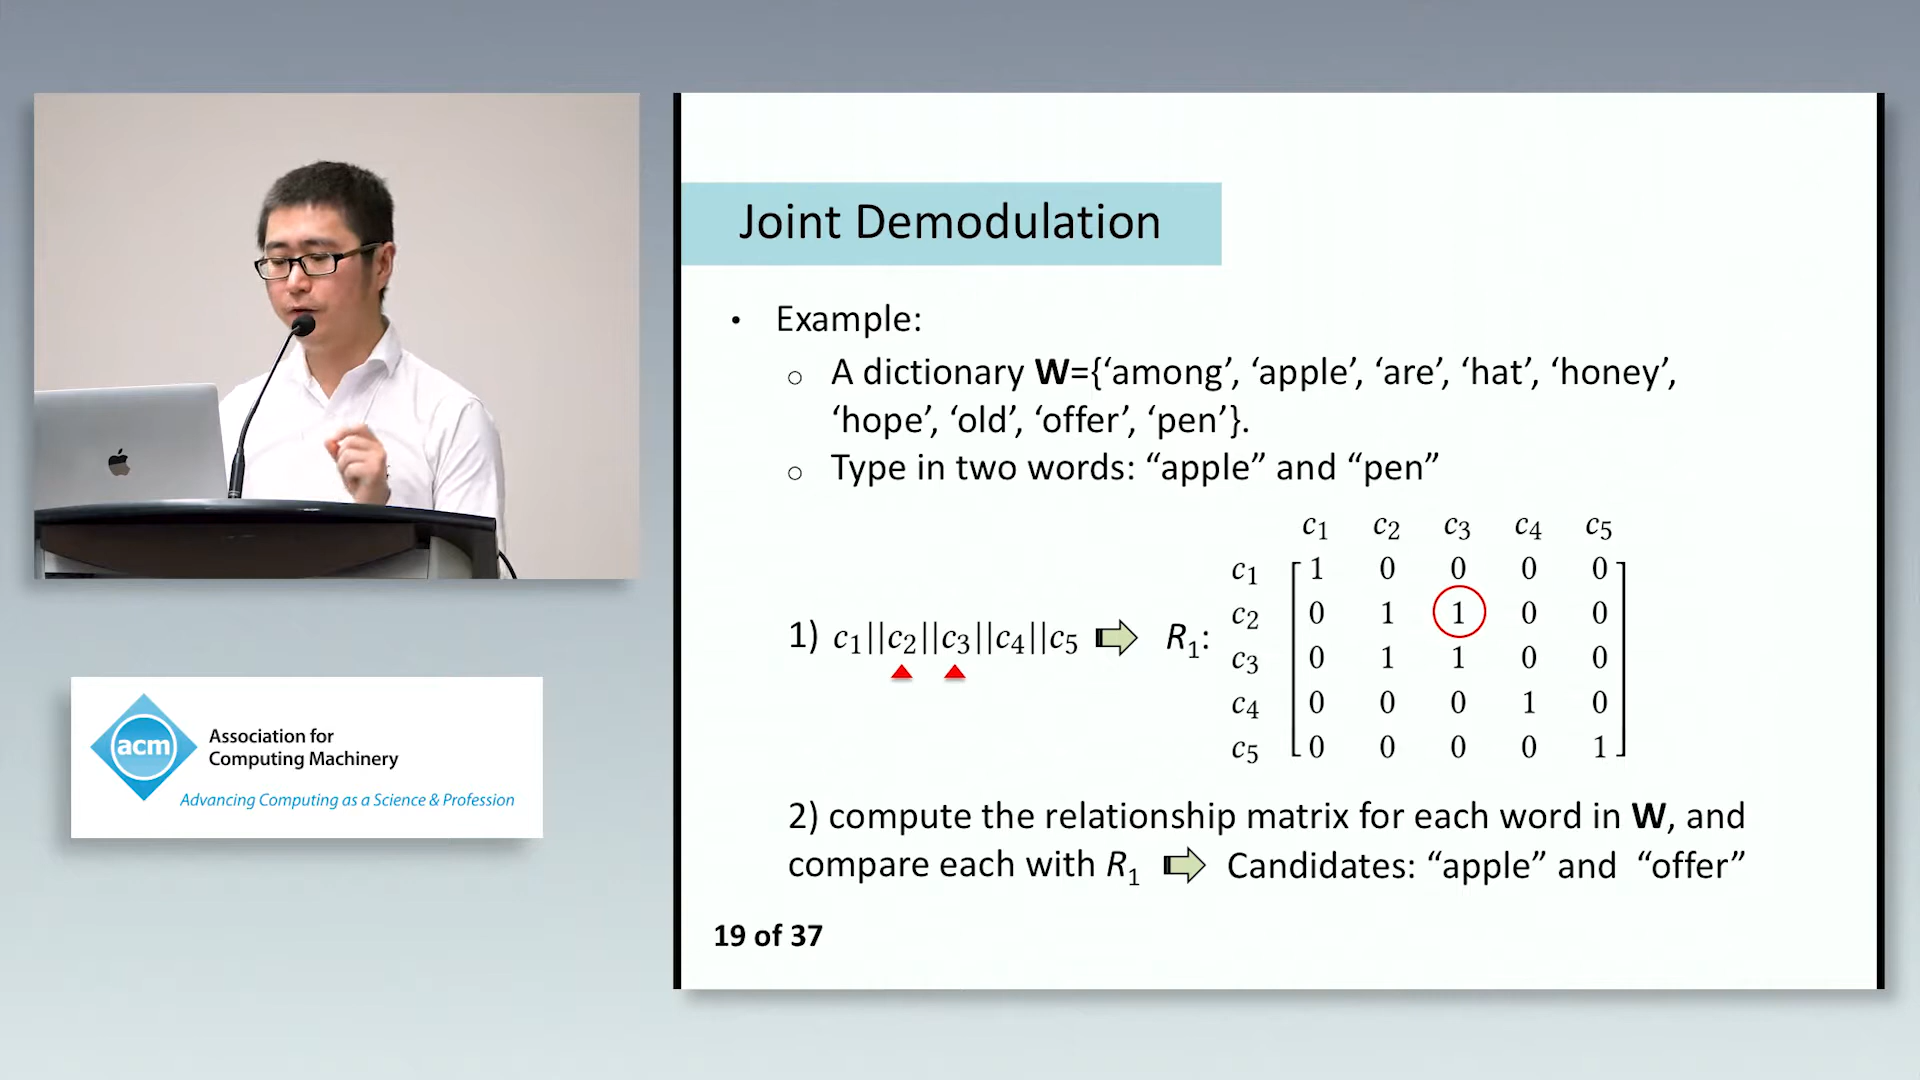 Joint Demodulation
• Example:
○ A dictionary W={‘among’, ‘apple’, ‘are’, ‘hat’, ‘honey’,
‘hope’, ‘old’, ‘offer’, ‘pen’}.
○ Type in two words: “apple” and “pen”
c1 c2 c3 c4 c5
c1 1 0 0 0 0
c2 0 1 1 0 0
1) c1||c2||c3||c4||c5 R1:
c3 0 1 1 0 0
c4 0 0 0 1 0
c5 0 0 0 0 1
2) compute the relationship matrix for each word in W, and
compare each with R1 Candidates: “apple” and “offer”
19 of 37
acm
Association for
Computing Machinery
Advancing Computing as a Science & Profession